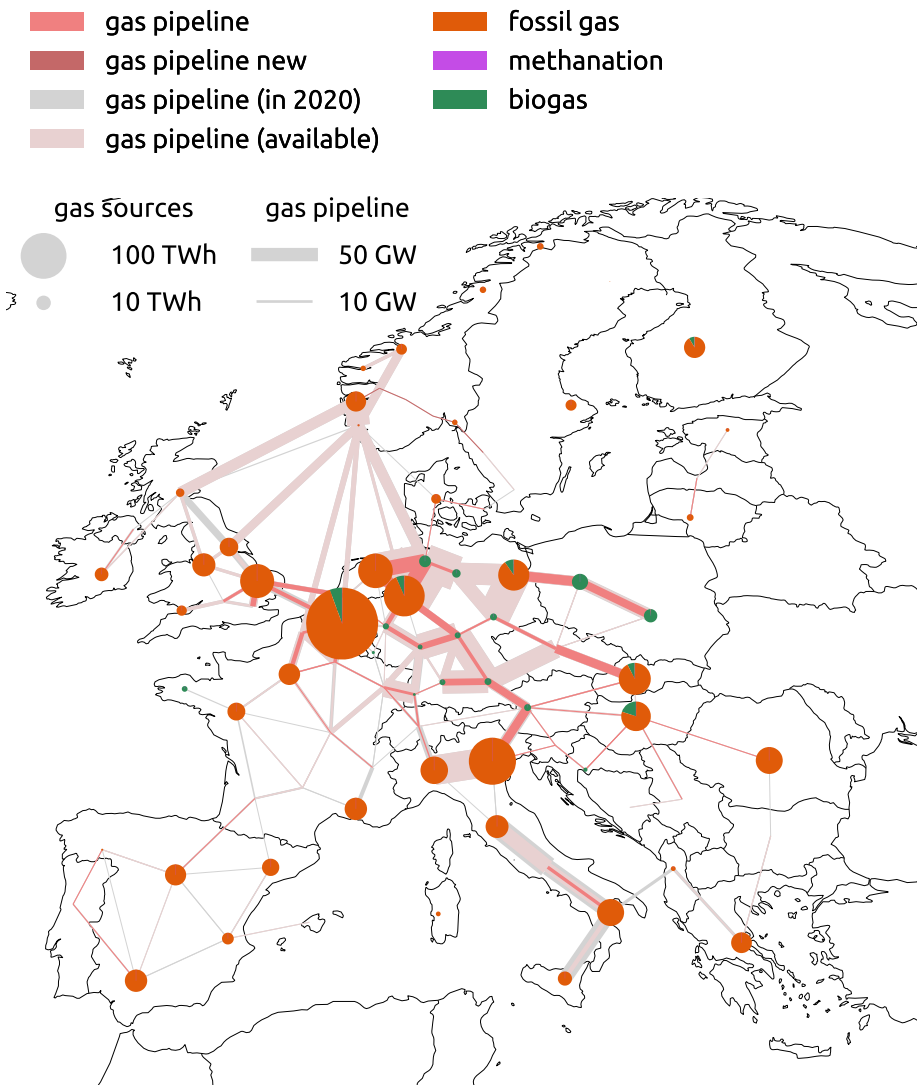 gas pipeline
gas pipeline new
gas pipeline (in 2020)
gas pipeline (available)
fossil gas
methanation
biogas
gas sources
100 TWh
10 TWh
gas pipeline
50 GW
10 GW